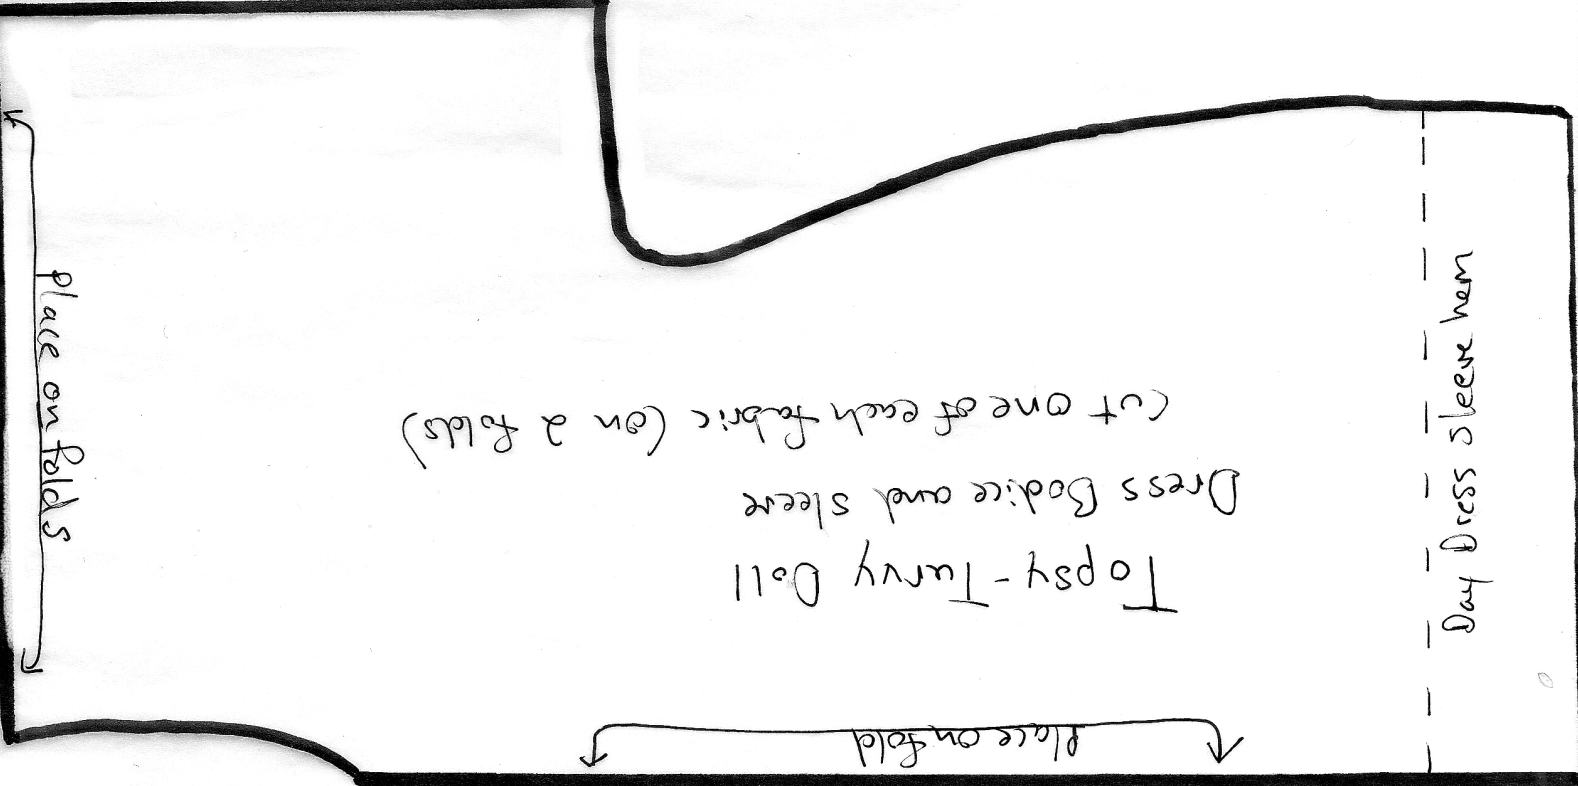 Topsy-Turvy Doll
Dress Bodice and sleeve
cut one of each fabric (on 2 folds)
Place on fold
Place on folds
Day Dress sleeve hem